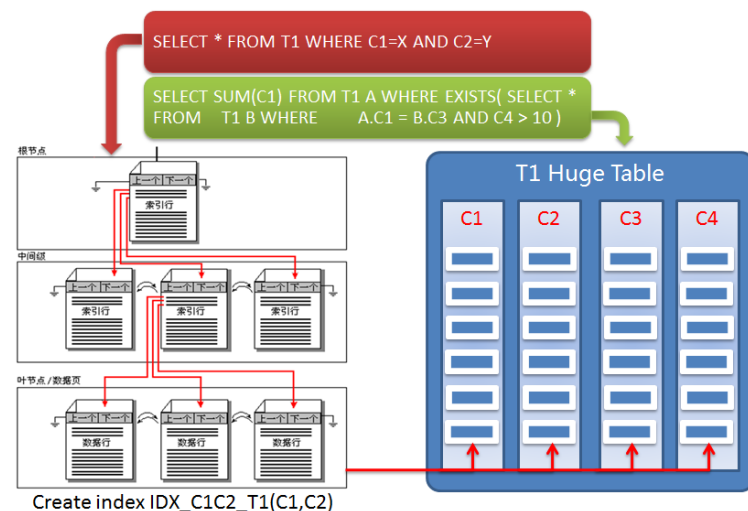 SELECT * FROM T1 WHERE C1=X AND C2=Y
SELECT SUM(C1) FROM T1 A WHERE EXISTS( SELECT *
FROM T1 B WHERE A.C1 = B.C3 AND C4 > 10 )
根节点
上一个 下一个
索引行
中间级
上一个 下一个
索引行
上一个 下一个
索引行
上一个 下一个
索引行
叶节点/数据页
上一个 下一个
数据行
上一个 下一个
数据行
上一个 下一个
数据行
Create index IDX_C1C2_T1(C1,C2)
T1 Huge Table
C1 C2 C3 C4